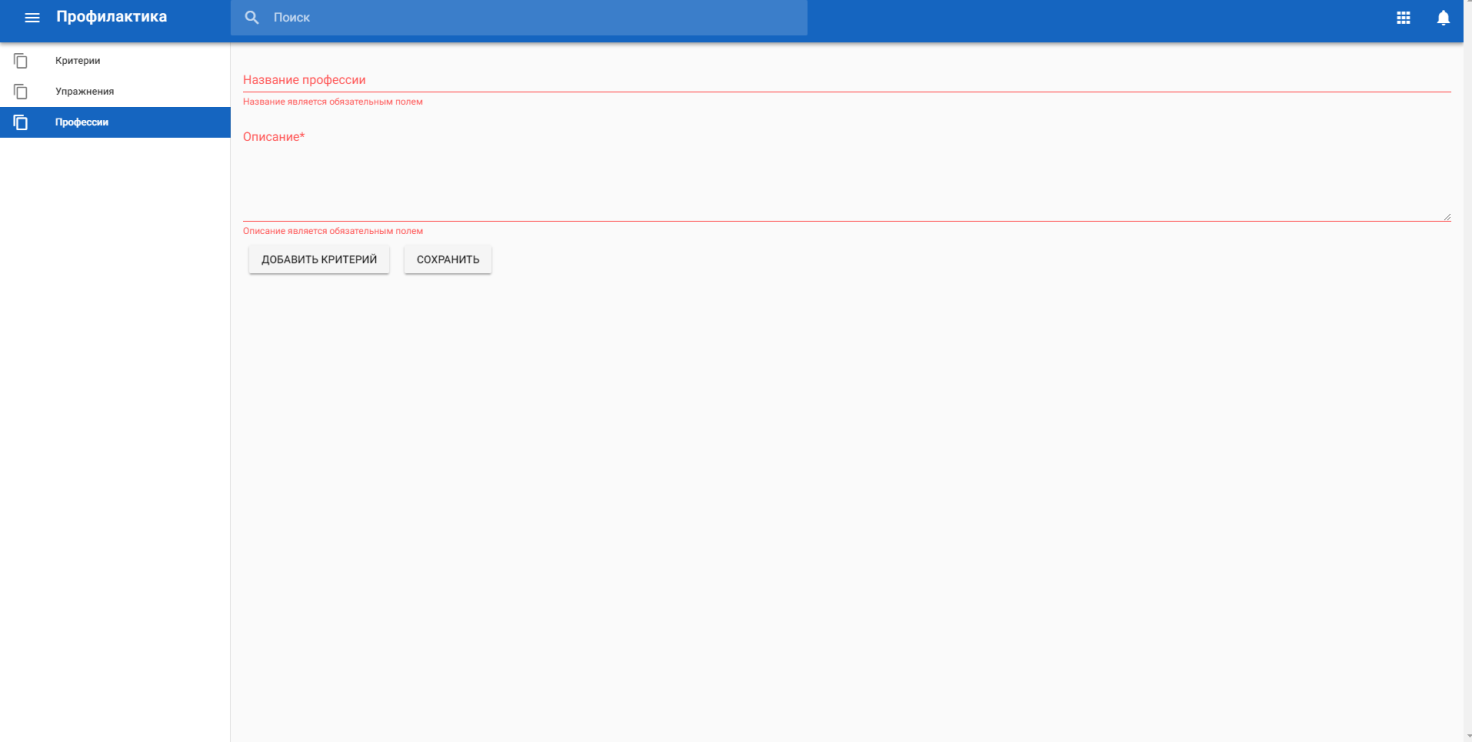 Профилактика
Поиск
Критерии
Упражнения
Профессии
Название профессии
Название является обязательным полем
Описание*
Описание является обязательным полем
ДОБАВИТЬ КРИТЕРИЙ
СОХРАНИТЬ